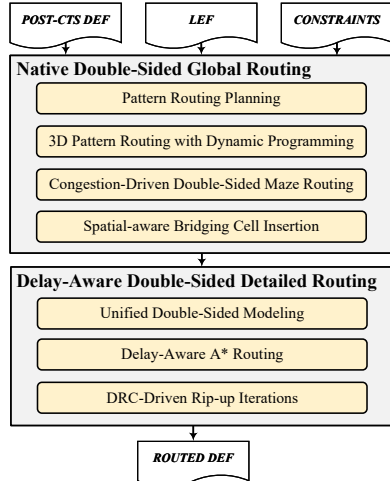 POST-CTS DEF
LEF
CONSTRAINTS
Native Double-Sided Global Routing
Pattern Routing Planning
3D Pattern Routing with Dynamic Programming
Congestion-Driven Double-Sided Maze Routing
Spatial-aware Bridging Cell Insertion
Delay-Aware Double-Sided Detailed Routing
Unified Double-Sided Modeling
Delay-Aware A* Routing
DRC-Driven Rip-up Iterations
ROUTED DEF